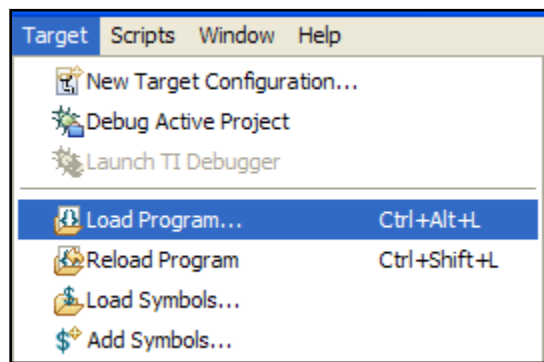 Target Scripts Window Help
New Target Configuration...
Debug Active Project
Launch TI Debugger
Load Program... Ctrl+Alt+L
Reload Program Ctrl+Shift+L
Load Symbols...
Add Symbols...